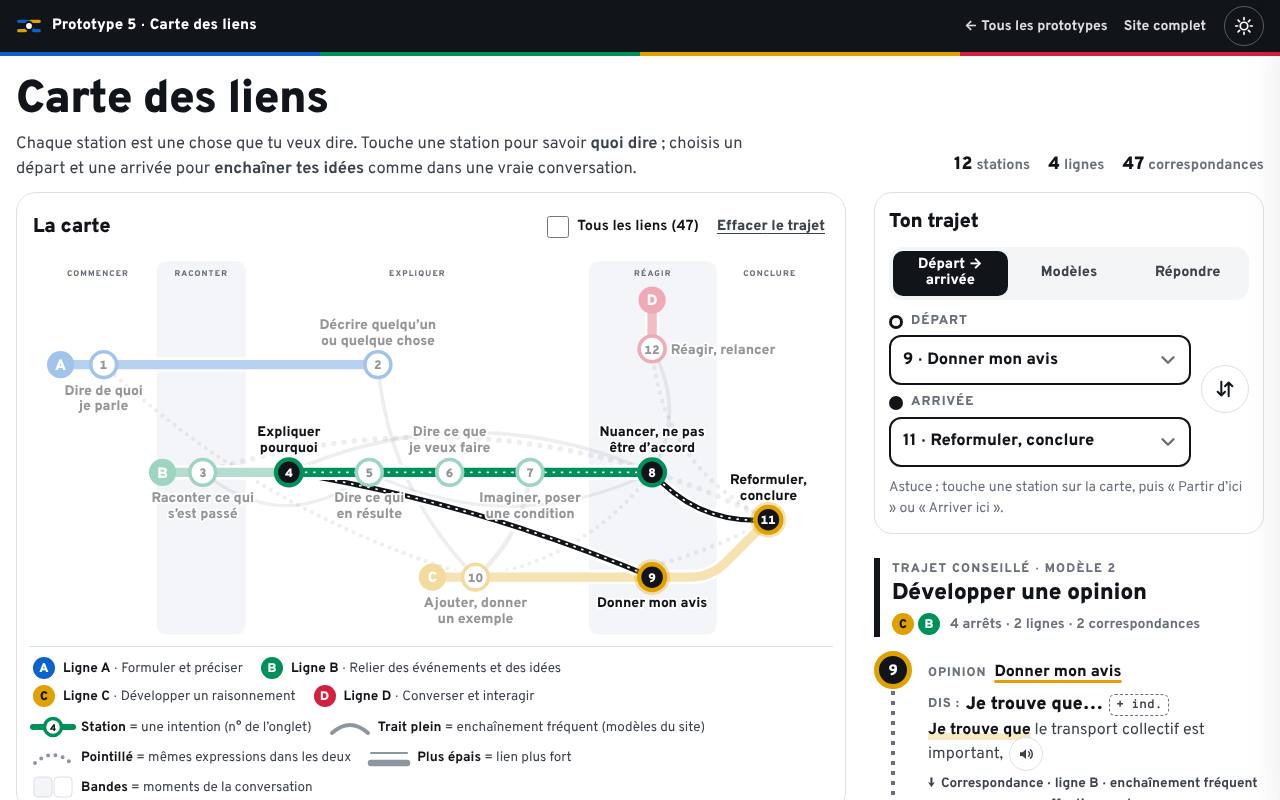 Prototype 5 · Carte des liens
← Tous les prototypes
Site complet
Carte des liens
Chaque station est une chose que tu veux dire. Touche une station pour savoir quoi dire ; choisis un
départ et une arrivée pour enchaîner tes idées comme dans une vraie conversation.
12 stations 4 lignes 47 correspondances
La carte
Tous les liens (47)
Effacer le trajet
COMMENCER
RACONTER
EXPLIQUER
RÉAGIR
CONCLURE
D
12
Réagir, relancer
Décrire quelqu’un
ou quelque chose
A
1
2
Dire de quoi
je parle
Expliquer
pourquoi
Dire ce que
je veux faire
Nuancer, ne pas
être d’accord
B
3
4
5
6
7
8
Raconter ce qui
s’est passé
Dire ce qui
en résulte
Imaginer, poser
une condition
Reformuler,
conclure
11
C
10
9
Ajouter, donner
un exemple
Donner mon avis
A Ligne A · Formuler et préciser
B Ligne B · Relier des événements et des idées
C Ligne C · Développer un raisonnement
D Ligne D · Converser et interagir
4 Station = une intention (n° de l’onglet)
Trait plein = enchaînement fréquent (modèles du site)
Pointillé = mêmes expressions dans les deux
Plus épais = lien plus fort
Bandes = moments de la conversation
Ton trajet
Départ →
arrivée
Modèles
Répondre
DÉPART
9 · Donner mon avis
ARRIVÉE
11 · Reformuler, conclure
Astuce : touche une station sur la carte, puis « Partir d’ici
» ou « Arriver ici ».
TRAJET CONSEILLÉ · MODÈLE 2
Développer une opinion
C B 4 arrêts · 2 lignes · 2 correspondances
9
OPINION Donner mon avis
DIS : Je trouve que… + ind.
Je trouve que le transport collectif est
important,
↓ Correspondance · ligne B · enchaînement fréquent